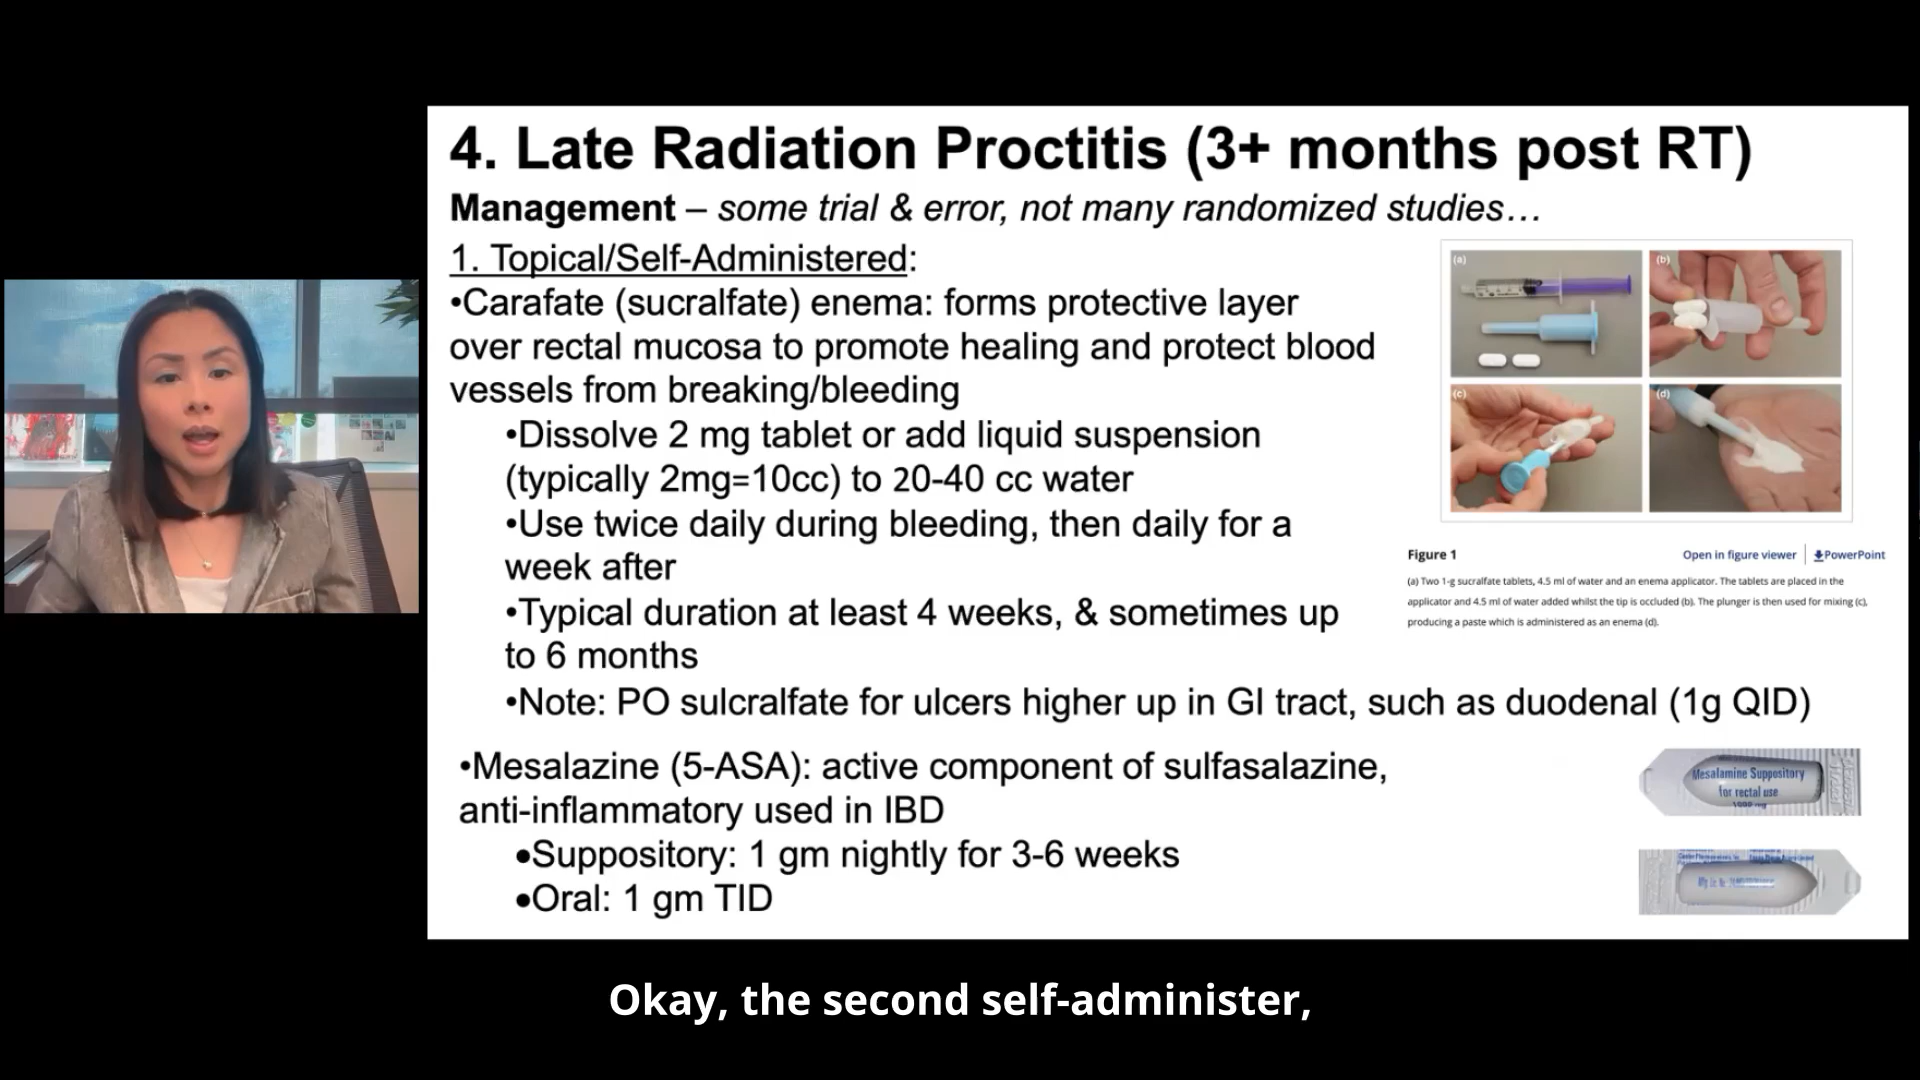 4. Late Radiation Proctitis (3+ months post RT)
Management – some trial & error, not many randomized studies…
1. Topical/Self-Administered:
•Carafate (sucralfate) enema: forms protective layer
over rectal mucosa to promote healing and protect blood
vessels from breaking/bleeding
•Dissolve 2 mg tablet or add liquid suspension
(typically 2mg=10cc) to 20-40 cc water
•Use twice daily during bleeding, then daily for a
week after
•Typical duration at least 4 weeks, & sometimes up
to 6 months
•Note: PO sulcralfate for ulcers higher up in GI tract, such as duodenal (1g QID)
•Mesalazine (5-ASA): active component of sulfasalazine,
anti-inflammatory used in IBD
•Suppository: 1 gm nightly for 3-6 weeks
•Oral: 1 gm TID
(a)
(b)
(c)
(d)
Figure 1
Open in figure viewer
PowerPoint
(a) Two 1-g sucralfate tablets, 4.5 ml of water and an enema applicator. The tablets are placed in the
applicator and 4.5 ml of water added whilst the tip is occluded (b). The plunger is then used for mixing (c),
producing a paste which is administered as an enema (d).
Mesalamine Suppository
for rectal use
Okay, the second self-administer,